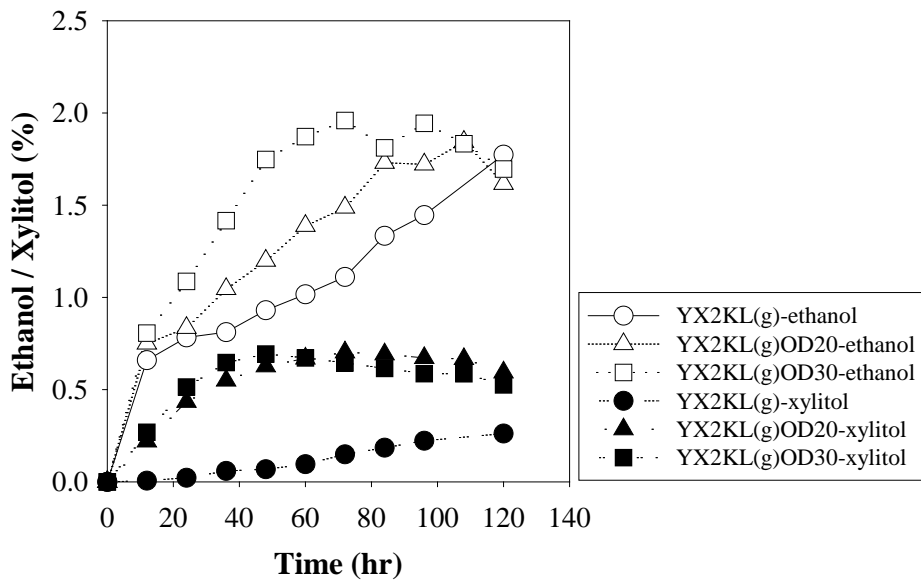 2.5
2.0
1.5
1.0
0.5
0.0
Ethanol / Xylitol (%)
0 20 40 60 80 100 120 140
Time (hr)
YX2KL(g)-ethanol
YX2KL(g)OD20-ethanol
YX2KL(g)OD30-ethanol
YX2KL(g)-xylitol
YX2KL(g)OD20-xylitol
YX2KL(g)OD30-xylitol